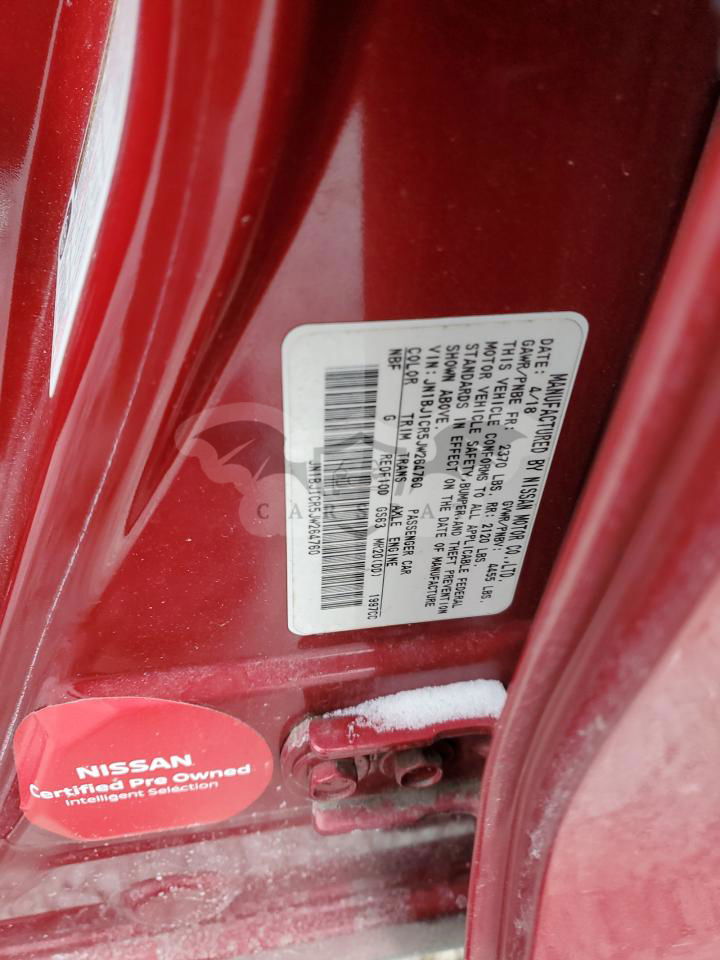 MANUFACTURED BY NISSAN MOTOR CO.,LTD.
DATE: 4/18 GVWR/PNBV: 4455 LBS.
GAWR/PNBE FR: 2370 LBS. RR: 2120 LBS.
THIS VEHICLE CONFORMS TO ALL APPLICABLE FEDERAL
MOTOR VEHICLE SAFETY,BUMPER,AND THEFT PREVENTION
STANDARDS IN EFFECT ON THE DATE OF MANUFACTURE
SHOWN ABOVE.
VIN:JN1BJ1CR5JW264760 PASSENGER CAR
COLOR TRIM TRANS AXLE ENGINE
NBF G RE0F10D GS63 MR20(DD) 1997CC
JN1BJ1CR5JW264760
NISSAN
Certified Pre Owned
Intelligent Selection